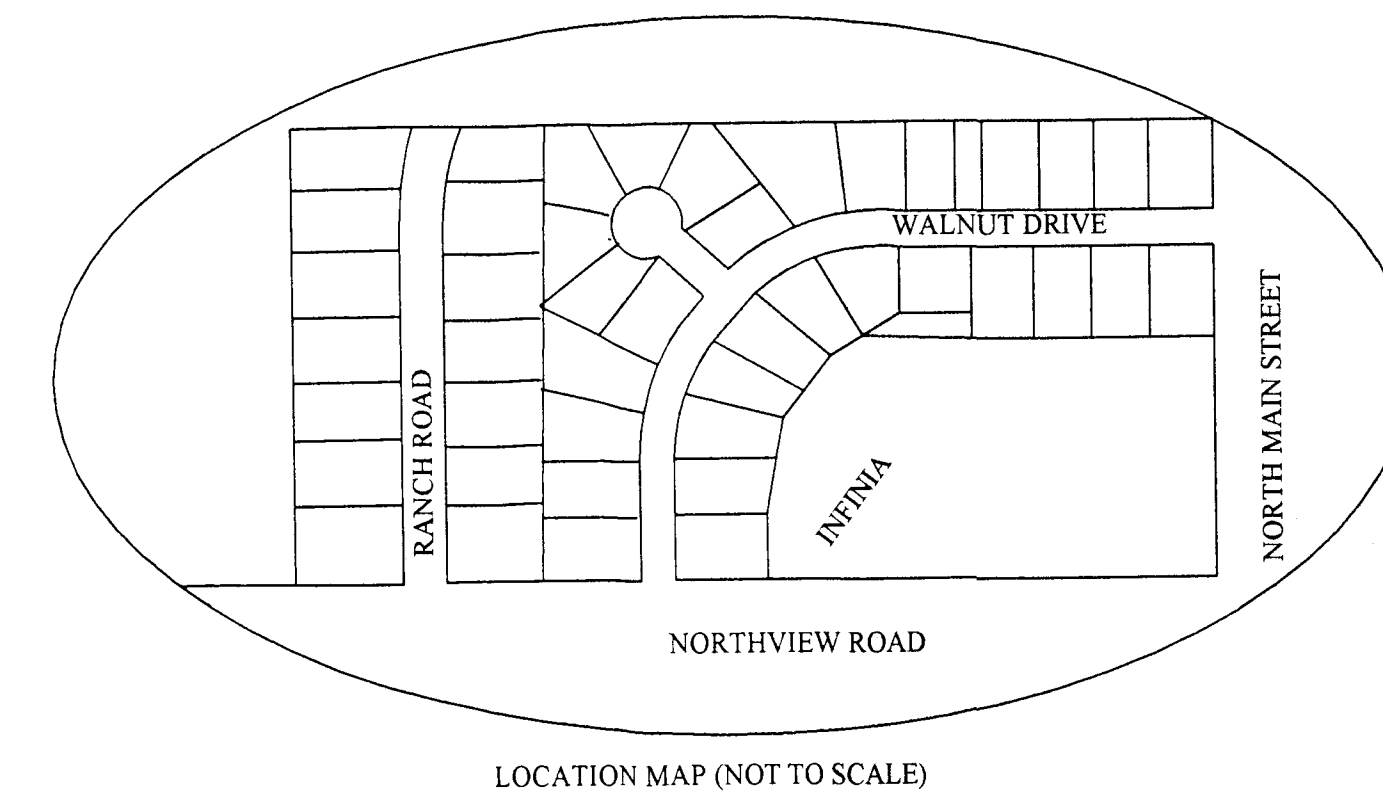 WALNUT DRIVE
RANCH ROAD
INFINIA
NORTH MAIN STREET
NORTHVIEW ROAD
LOCATION MAP (NOT TO SCALE)